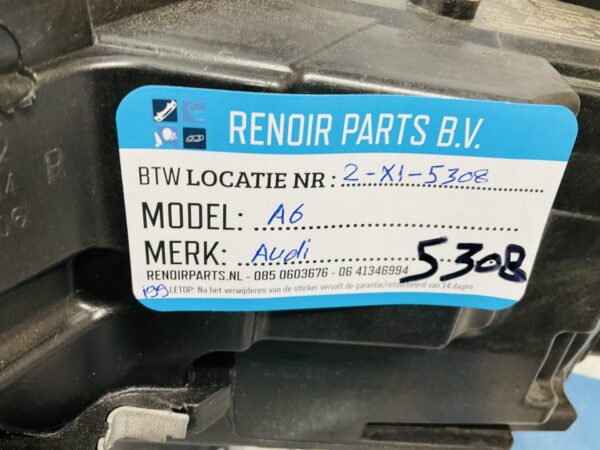 RENOIR PARTS B.V.
BTW LOCATIE NR : 2-X1-5308
MODEL: A6
MERK: Audi
5308
RENOIRPARTS.NL - 085 0603676 - 06 41346994
199 LETOP: Na het verwijderen van de sticker vervalt de garantie/retourbeleid van 14 dagen
R